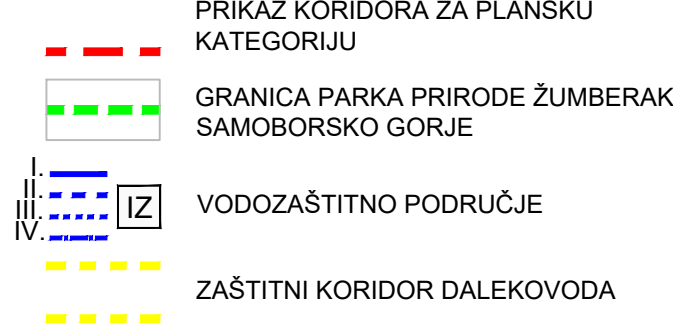 PRIKAZ KORIDORA ZA PLANSKU
KATEGORIJU
GRANICA PARKA PRIRODE ŽUMBERAK
SAMOBORSKO GORJE
I.
II.
III.
IV.
IZ
VODOZAŠTITNO PODRUČJE
ZAŠTITNI KORIDOR DALEKOVODA